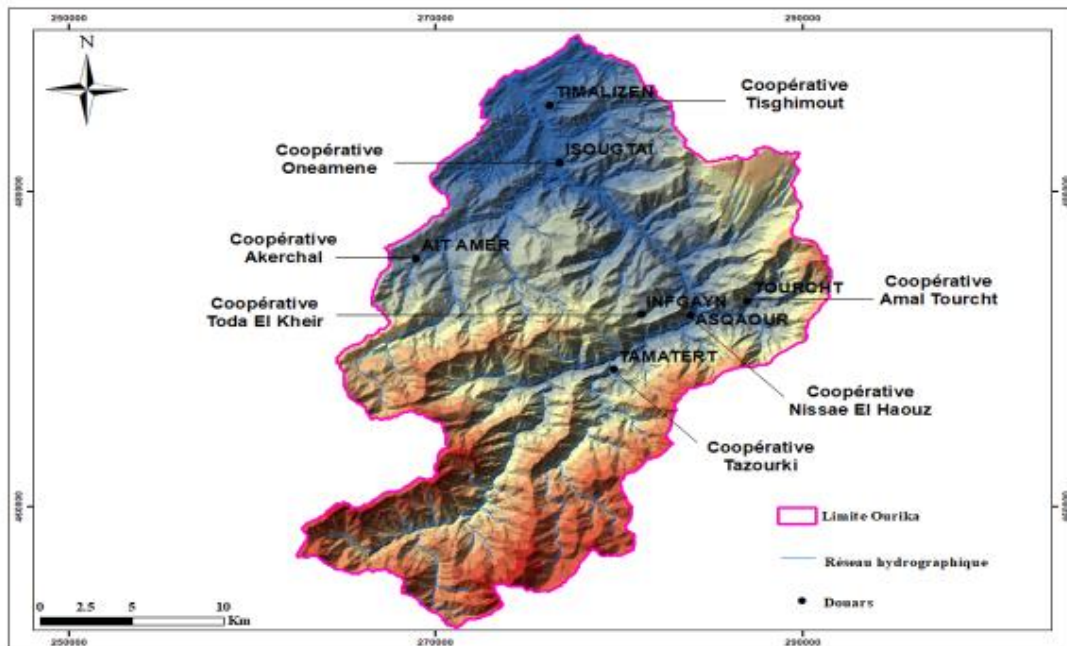 250000
270000
290000
N
TIMALIZEN
Coopérative
Tisghimout
Coopérative
Oneamene
ISOUGTAI
Coopérative
Akerchal
AIT AMER
Coopérative
Toda El Kheir
INFGAYN
TOURCHT
ASQAOUR
Coopérative
Amal Tourcht
TAMATERT
Coopérative
Nissae El Haouz
Coopérative
Tazourki
Limite Ourika
Réseau hydrographique
Douars
0 2.5 5 10
Km
250000
270000
290000